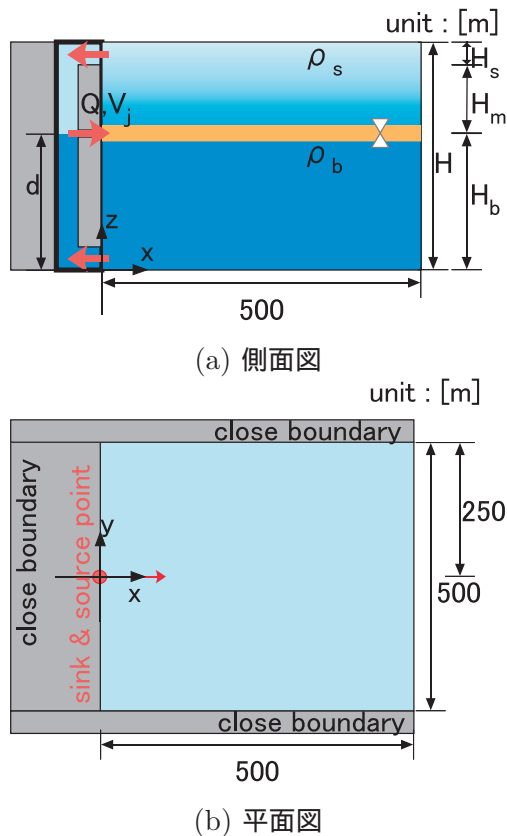 unit : [m]
ρs
Hs
Q,Vj
Hm
ρb
H
d
Hb
z
x
500
(a) 側面図
unit : [m]
close boundary
close boundary
sink & source point
y
x
250
500
close boundary
500
(b) 平面図